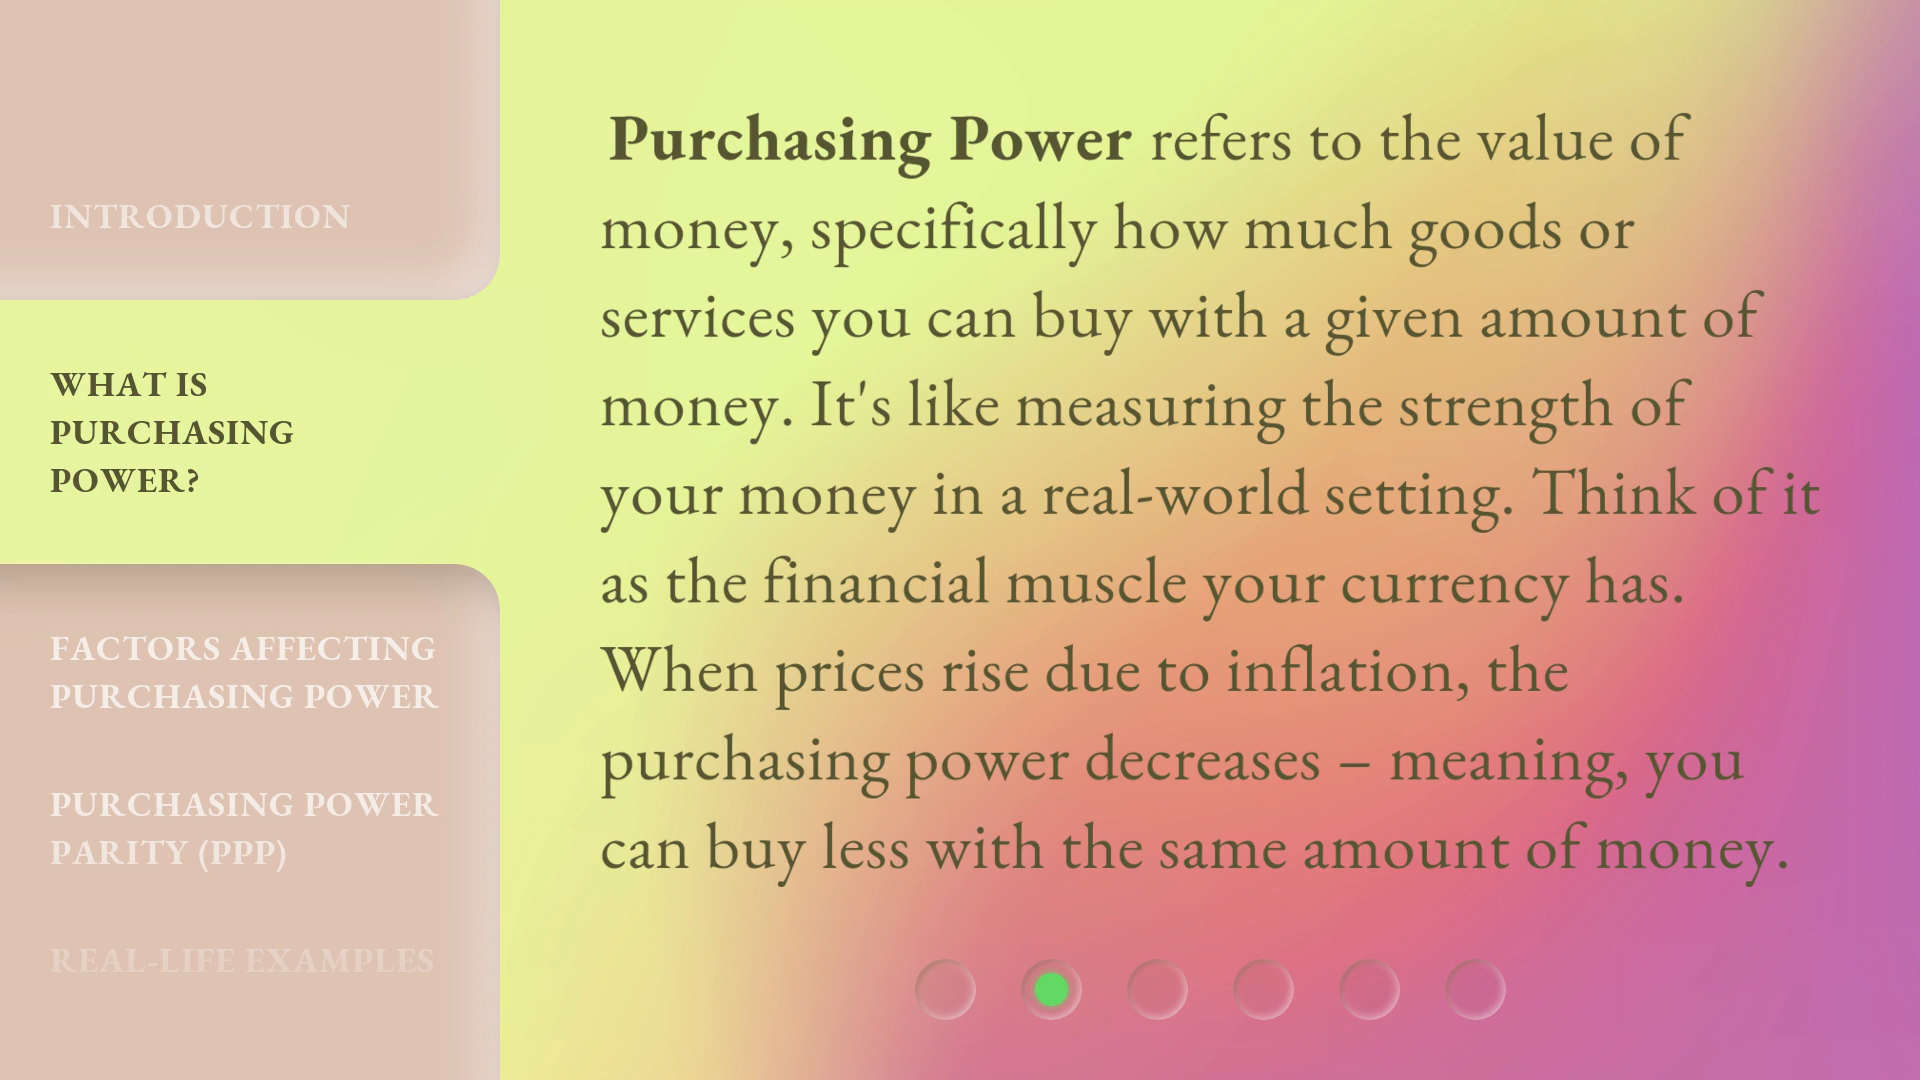 INTRODUCTION
WHAT IS
PURCHASING
POWER?
FACTORS AFFECTING
PURCHASING POWER
PURCHASING POWER
PARITY (PPP)
REAL-LIFE EXAMPLES
Purchasing Power refers to the value of
money, specifically how much goods or
services you can buy with a given amount of
money. It's like measuring the strength of
your money in a real-world setting. Think of it
as the financial muscle your currency has.
When prices rise due to inflation, the
purchasing power decreases – meaning, you
can buy less with the same amount of money.